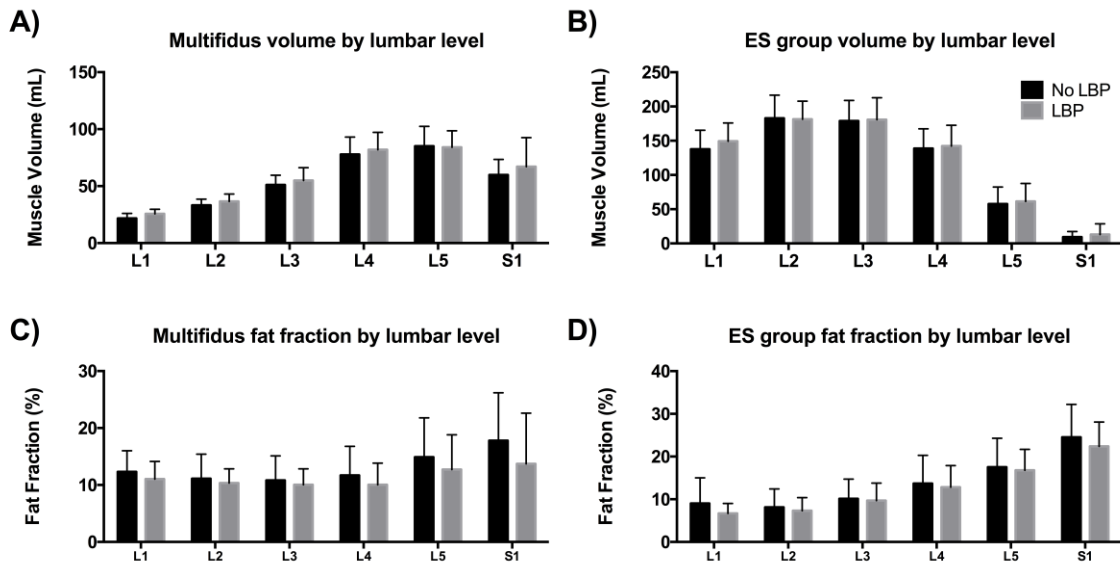 A)
Multifidus volume by lumbar level
Muscle Volume (mL)
150
100
50
0
L1 L2 L3 L4 L5 S1
B)
ES group volume by lumbar level
Muscle Volume (mL)
250
200
150
100
50
0
L1 L2 L3 L4 L5 S1
No LBP
LBP
C)
Multifidus fat fraction by lumbar level
Fat Fraction (%)
30
20
10
0
L1 L2 L3 L4 L5 S1
D)
ES group fat fraction by lumbar level
Fat Fraction (%)
40
30
20
10
0
L1 L2 L3 L4 L5 S1